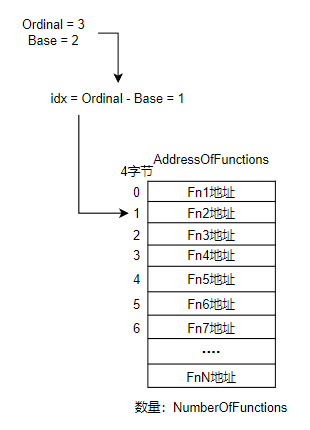 Ordinal = 3
Base = 2
idx = Ordinal - Base = 1
AddressOfFunctions
4字节
0 Fn1地址
1 Fn2地址
2 Fn3地址
3 Fn4地址
4 Fn5地址
5 Fn6地址
6 Fn7地址
....
FnN地址
数量：NumberOfFunctions